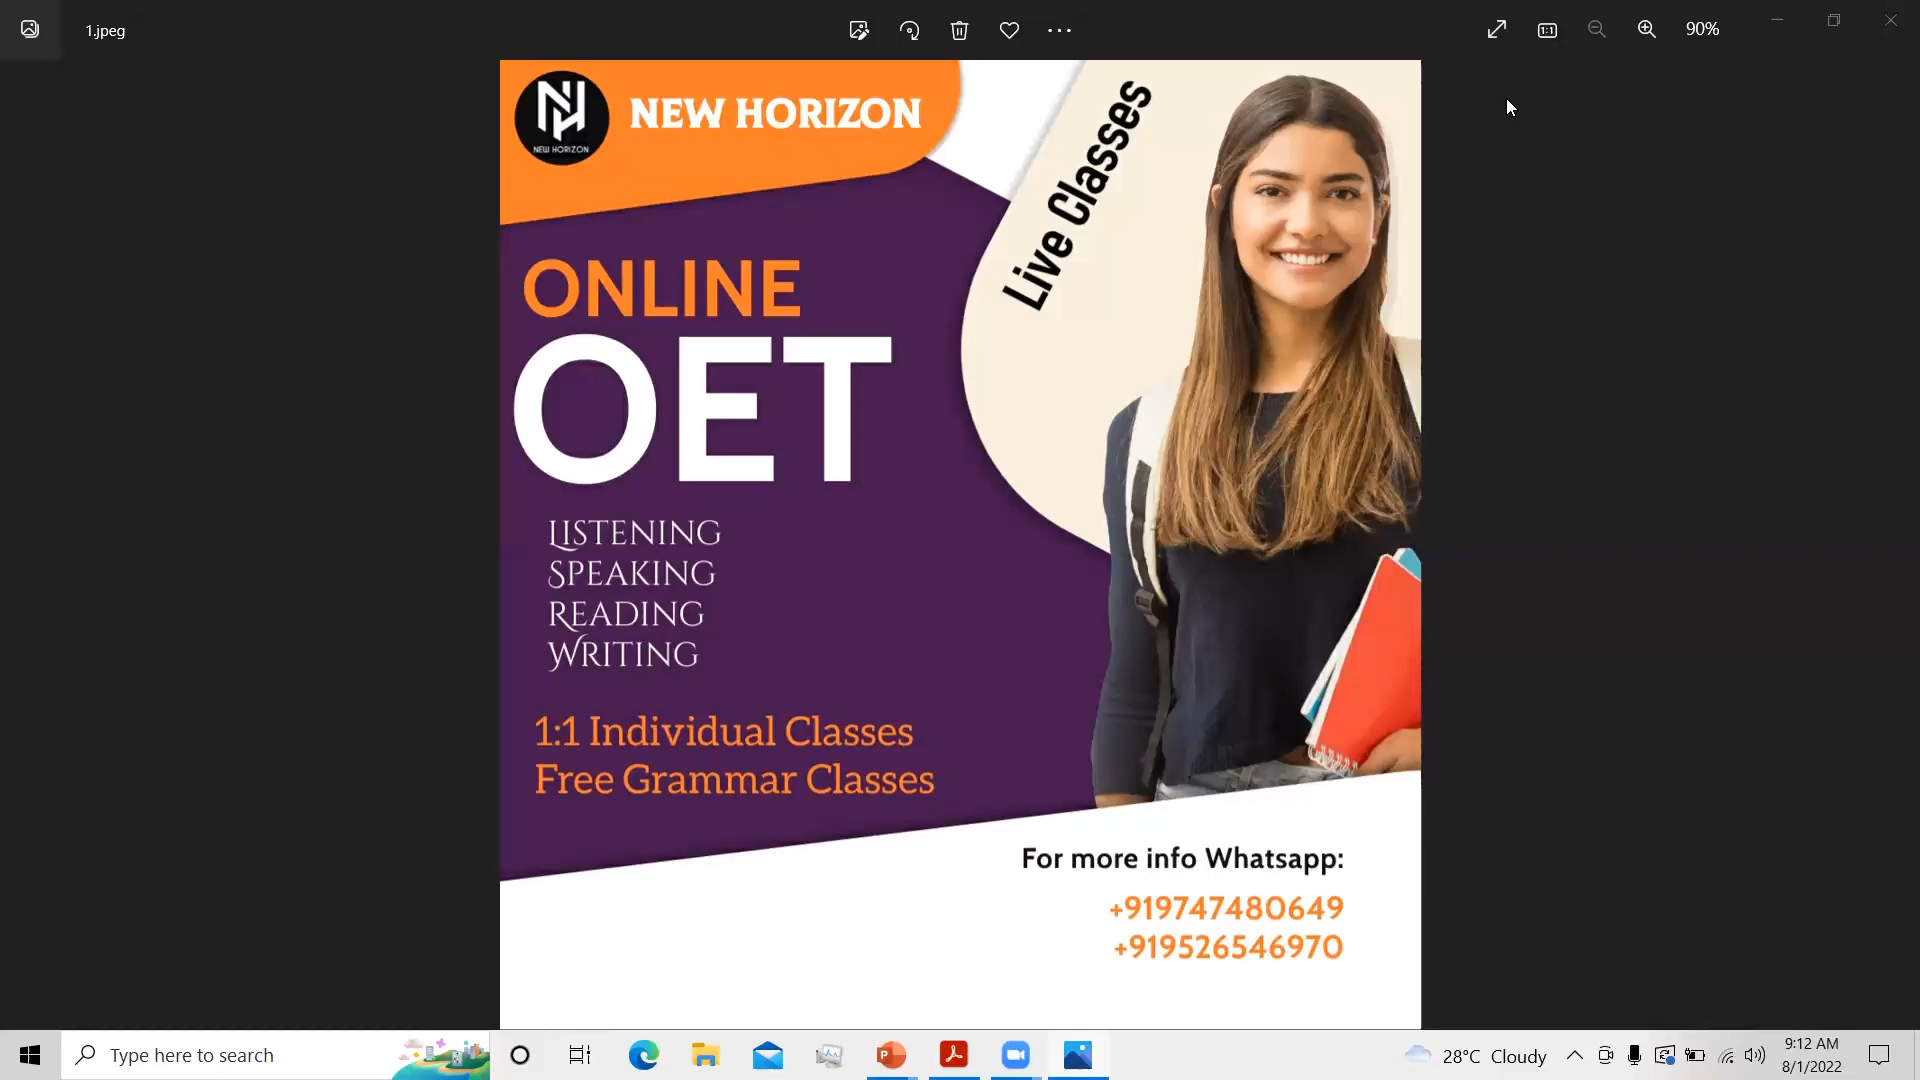 1.jpeg
90%
NEW HORIZON
NEW HORIZON
Live Classes
ONLINE
OET
LISTENING
SPEAKING
READING
WRITING
1:1 Individual Classes
Free Grammar Classes
For more info Whatsapp:
+919747480649
+919526546970
Type here to search
28°C Cloudy
9:12 AM
8/1/2022